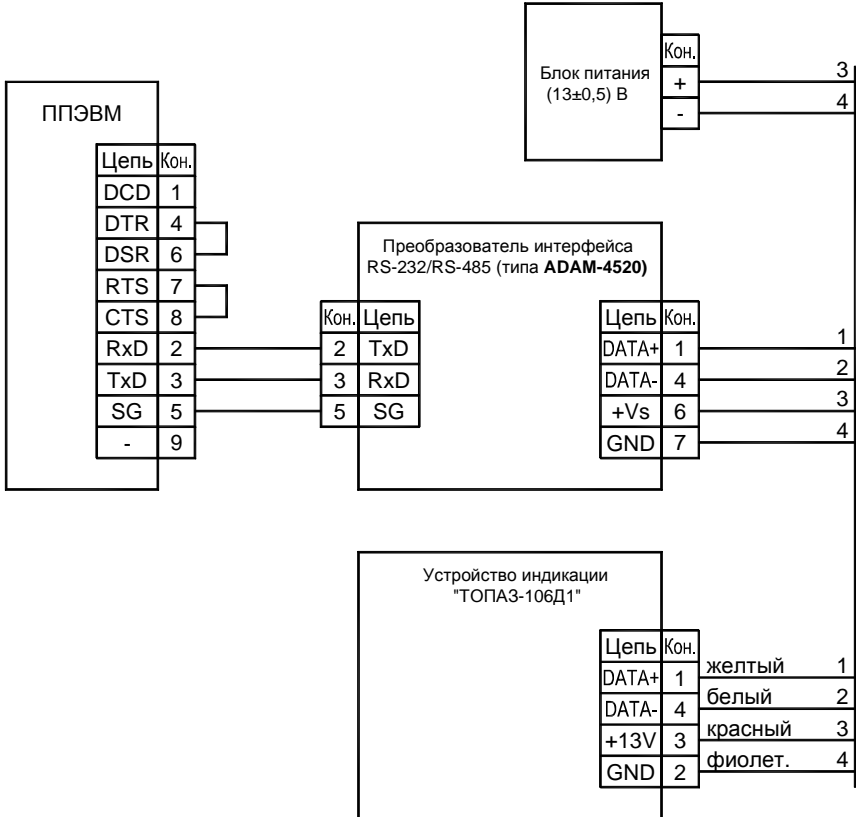 Блок питания
(13±0,5) В
Кон.
+ 3
- 4
ППЭВМ
Цепь Кон.
DCD 1
DTR 4
DSR 6
RTS 7
CTS 8
RxD 2
TxD 3
SG 5
- 9
Преобразователь интерфейса
RS-232/RS-485 (типа ADAM-4520)
Кон. Цепь
2 TxD
3 RxD
5 SG
Цепь Кон.
DATA+ 1 1
DATA- 4 2
+Vs 6 3
GND 7 4
Устройство индикации
"ТОПАЗ-106Д1"
Цепь Кон.
DATA+ 1 желтый 1
DATA- 4 белый 2
+13V 3 красный 3
GND 2 фиолет. 4